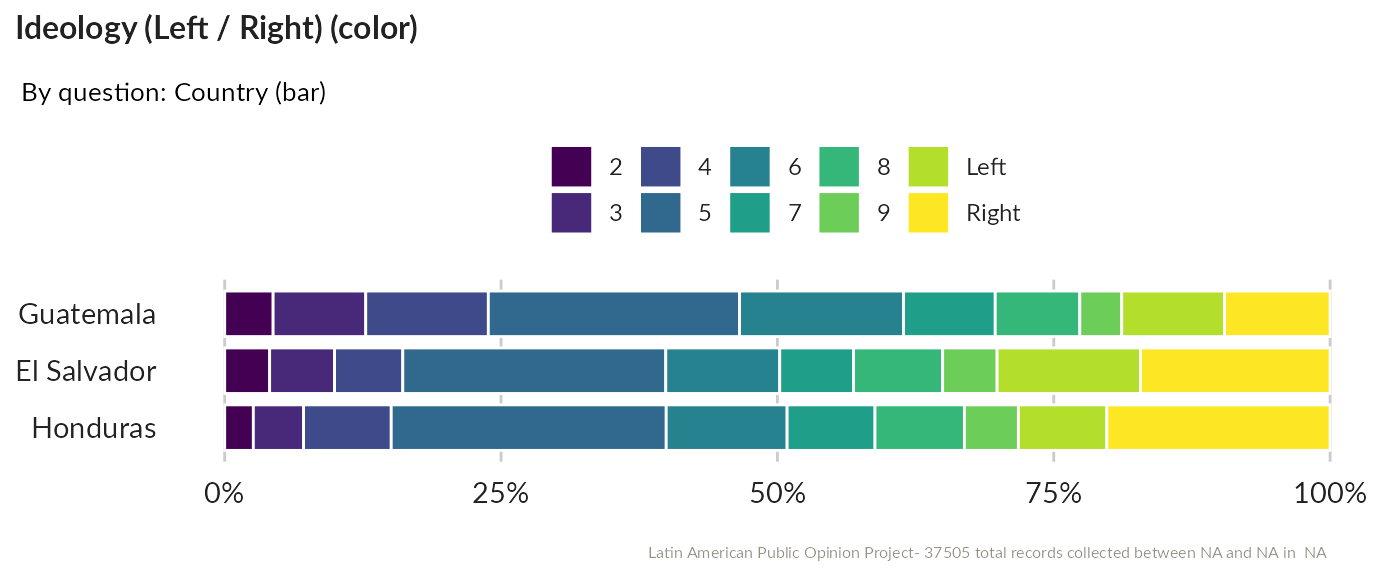 Ideology (Left / Right) (color)
By question: Country (bar)
2 4 6 8 Left
3 5 7 9 Right
Guatemala
El Salvador
Honduras
0% 25% 50% 75% 100%
Latin American Public Opinion Project- 37505 total records collected between NA and NA in  NA